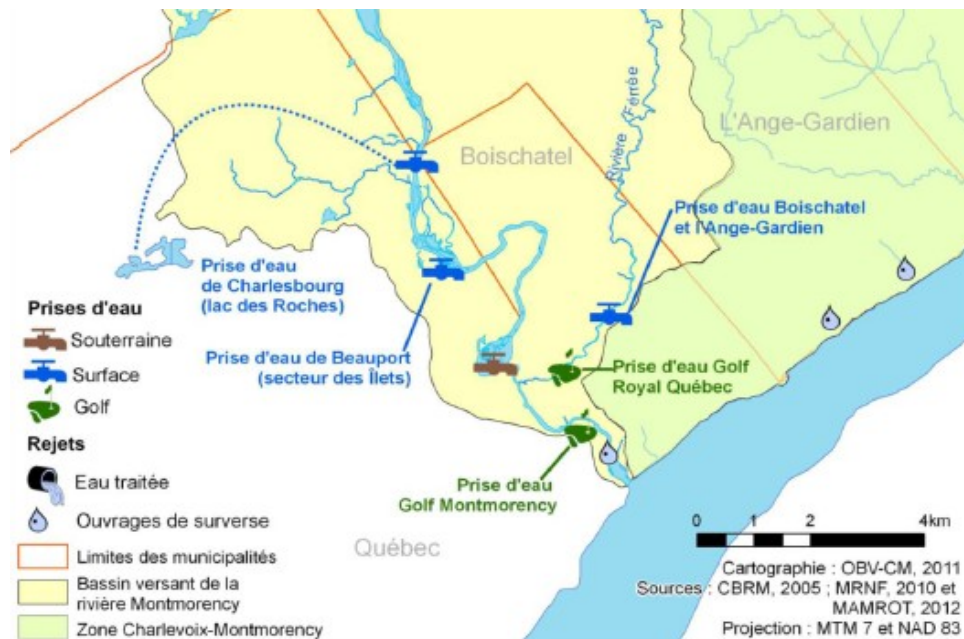 L'Ange-Gardien
Boischatel
Rivière Ferrée
Prise d'eau Boischatel
et l'Ange-Gardien
Prise d'eau
de Charlesbourg
(lac des Roches)
Prises d'eau
Souterraine
Surface
Golf
Prise d'eau de Beauport
(secteur des Îlets)
Prise d'eau Golf
Royal Québec
Rejets
Eau traitée
Ouvrages de surverse
Prise d'eau
Golf Montmorency
Québec
0 1 2 4km
Limites des municipalités
Bassin versant de la
rivière Montmorency
Zone Charlevoix-Montmorency
Cartographie : OBV-CM, 2011
Sources : CBRM, 2005 ; MRNF, 2010 et
MAMROT, 2012
Projection : MTM 7 et NAD 83